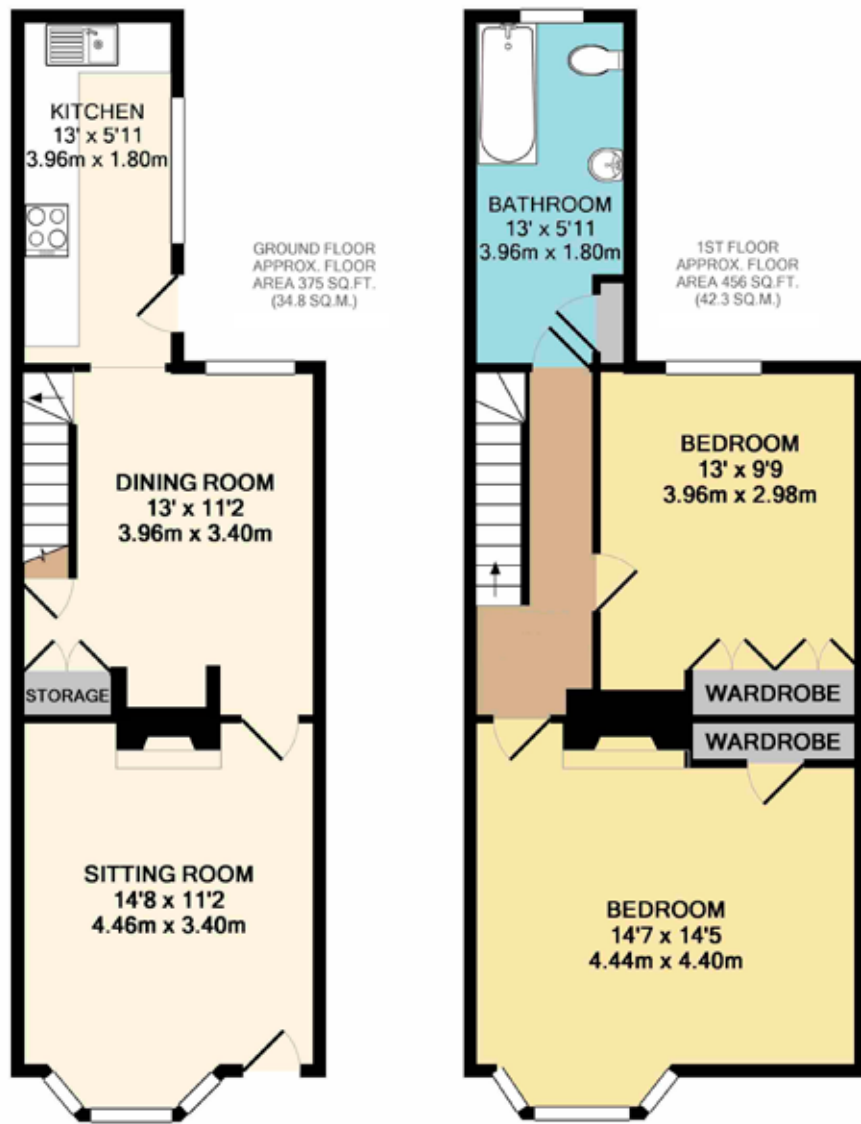 KITCHEN
13' x 5'11
3.96m x 1.80m
GROUND FLOOR
APPROX. FLOOR
AREA 375 SQ.FT.
(34.8 SQ.M.)
DINING ROOM
13' x 11'2
3.96m x 3.40m
STORAGE
SITTING ROOM
14'8 x 11'2
4.46m x 3.40m
BATHROOM
13' x 5'11
3.96m x 1.80m
1ST FLOOR
APPROX. FLOOR
AREA 456 SQ.FT.
(42.3 SQ.M.)
BEDROOM
13' x 9'9
3.96m x 2.98m
WARDROBE
WARDROBE
BEDROOM
14'7 x 14'5
4.44m x 4.40m